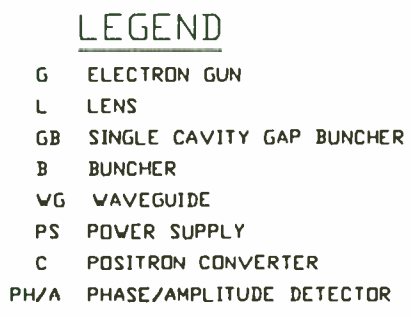 LEGEND
G ELECTRON GUN
L LENS
GB SINGLE CAVITY GAP BUNCHER
B BUNCHER
WG WAVEGUIDE
PS POWER SUPPLY
C POSITRON CONVERTER
PH/A PHASE/AMPLITUDE DETECTOR